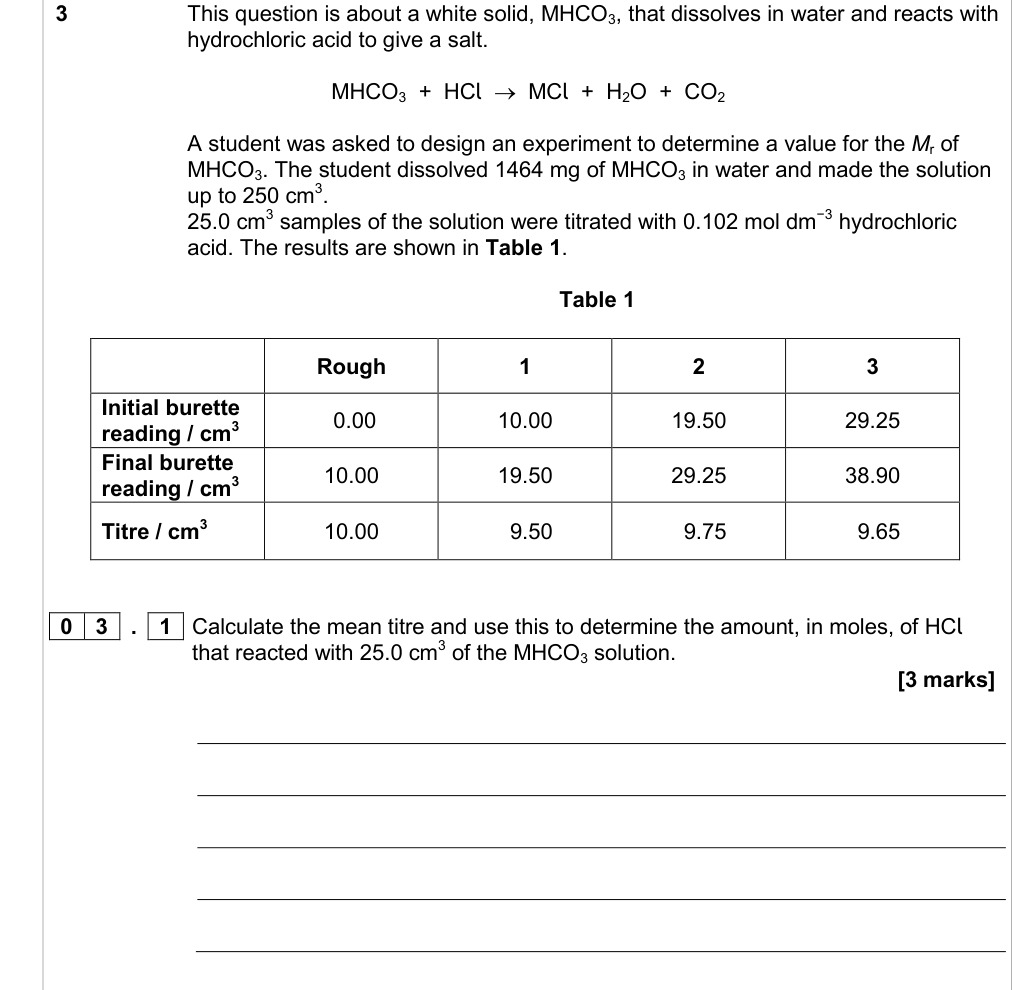 3 This question is about a white solid, MHCO₃, that dissolves in water and reacts with
hydrochloric acid to give a salt.
MHCO₃ + HCl → MCl + H₂O + CO₂
A student was asked to design an experiment to determine a value for the Mᵣ of
MHCO₃. The student dissolved 1464 mg of MHCO₃ in water and made the solution
up to 250 cm³.
25.0 cm³ samples of the solution were titrated with 0.102 mol dm⁻³ hydrochloric
acid. The results are shown in Table 1.
Table 1
Rough 1 2 3
Initial burette
reading / cm³ 0.00 10.00 19.50 29.25
Final burette
reading / cm³ 10.00 19.50 29.25 38.90
Titre / cm³ 10.00 9.50 9.75 9.65
0 3 . 1 Calculate the mean titre and use this to determine the amount, in moles, of HCl
that reacted with 25.0 cm³ of the MHCO₃ solution.
[3 marks]